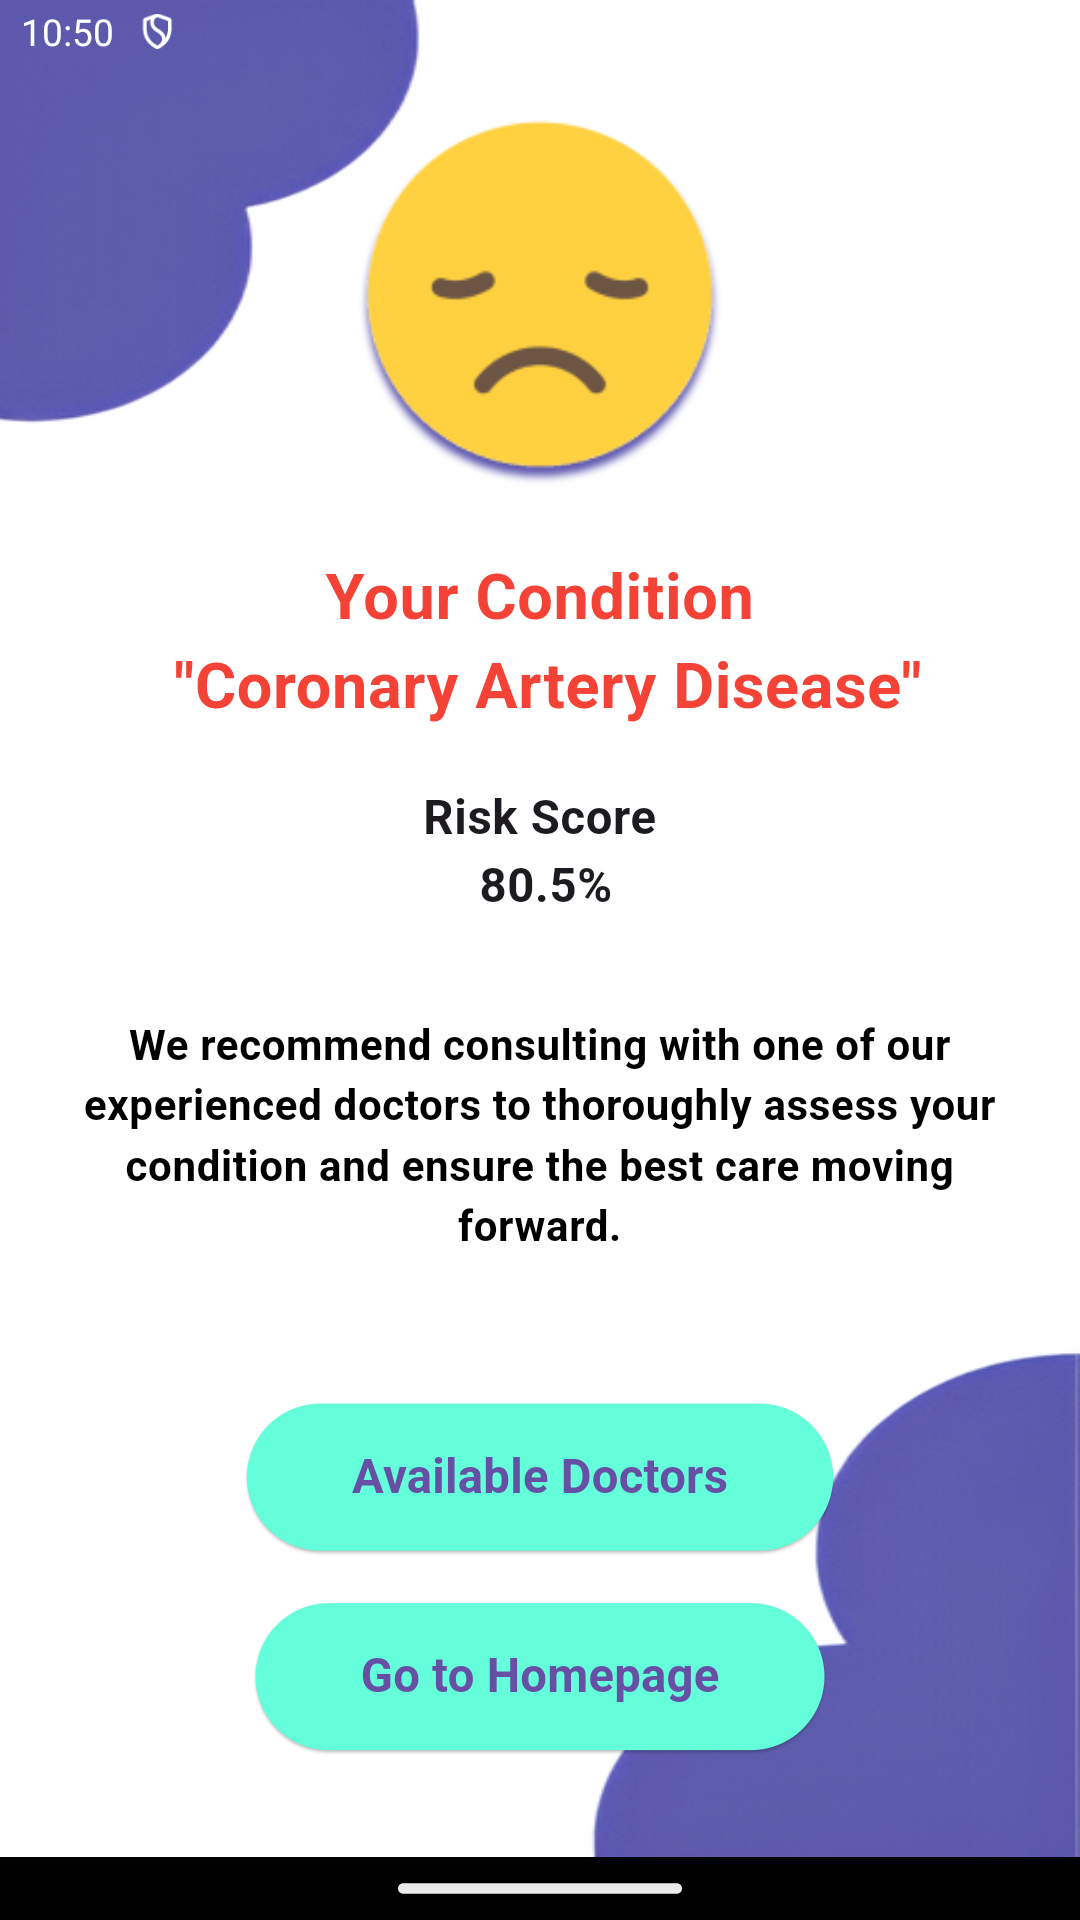 10:50
Your Condition
"Coronary Artery Disease"
Risk Score
80.5%
We recommend consulting with one of our
experienced doctors to thoroughly assess your
condition and ensure the best care moving
forward.
Available Doctors
Go to Homepage